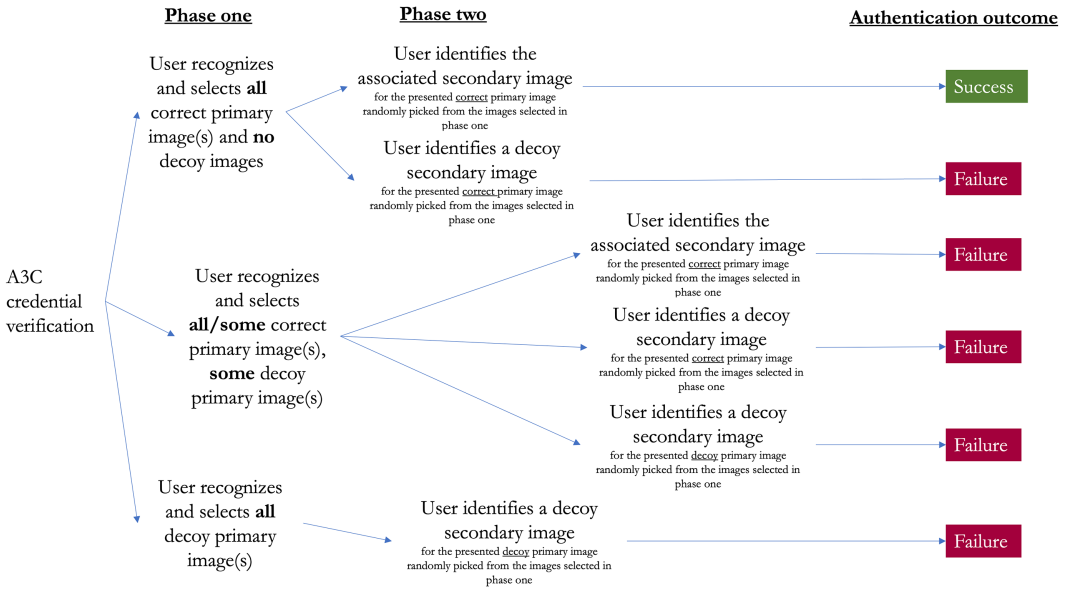 Phase one
Phase two
Authentication outcome
User recognizes
and selects all
correct primary
image(s) and no
decoy images
User identifies the
associated secondary image
for the presented correct primary image
randomly picked from the images selected in
phase one
Success
User identifies a decoy
secondary image
for the presented correct primary image
randomly picked from the images selected in
phase one
Failure
A3C
credential
verification
User recognizes
and selects
all/some correct
primary image(s),
some decoy
primary image(s)
User identifies the
associated secondary image
for the presented correct primary image
randomly picked from the images selected in
phase one
Failure
User identifies a decoy
secondary image
for the presented correct primary image
randomly picked from the images selected in
phase one
Failure
User identifies a decoy
secondary image
for the presented decoy primary image
randomly picked from the images selected in
phase one
Failure
User recognizes
and selects all
decoy primary
image(s)
User identifies a decoy
secondary image
for the presented decoy primary image
randomly picked from the images selected in
phase one
Failure